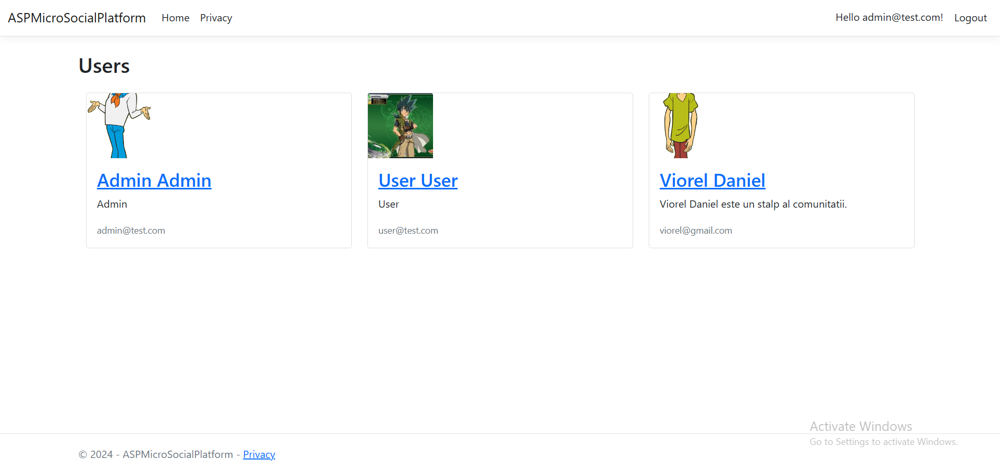 ASPMicroSocialPlatform Home Privacy Hello admin@test.com! Logout
Users
Admin Admin
Admin
admin@test.com
User User
User
user@test.com
Viorel Daniel
Viorel Daniel este un stalp al comunitatii.
viorel@gmail.com
Activate Windows
Go to Settings to activate Windows.
© 2024 - ASPMicroSocialPlatform - Privacy